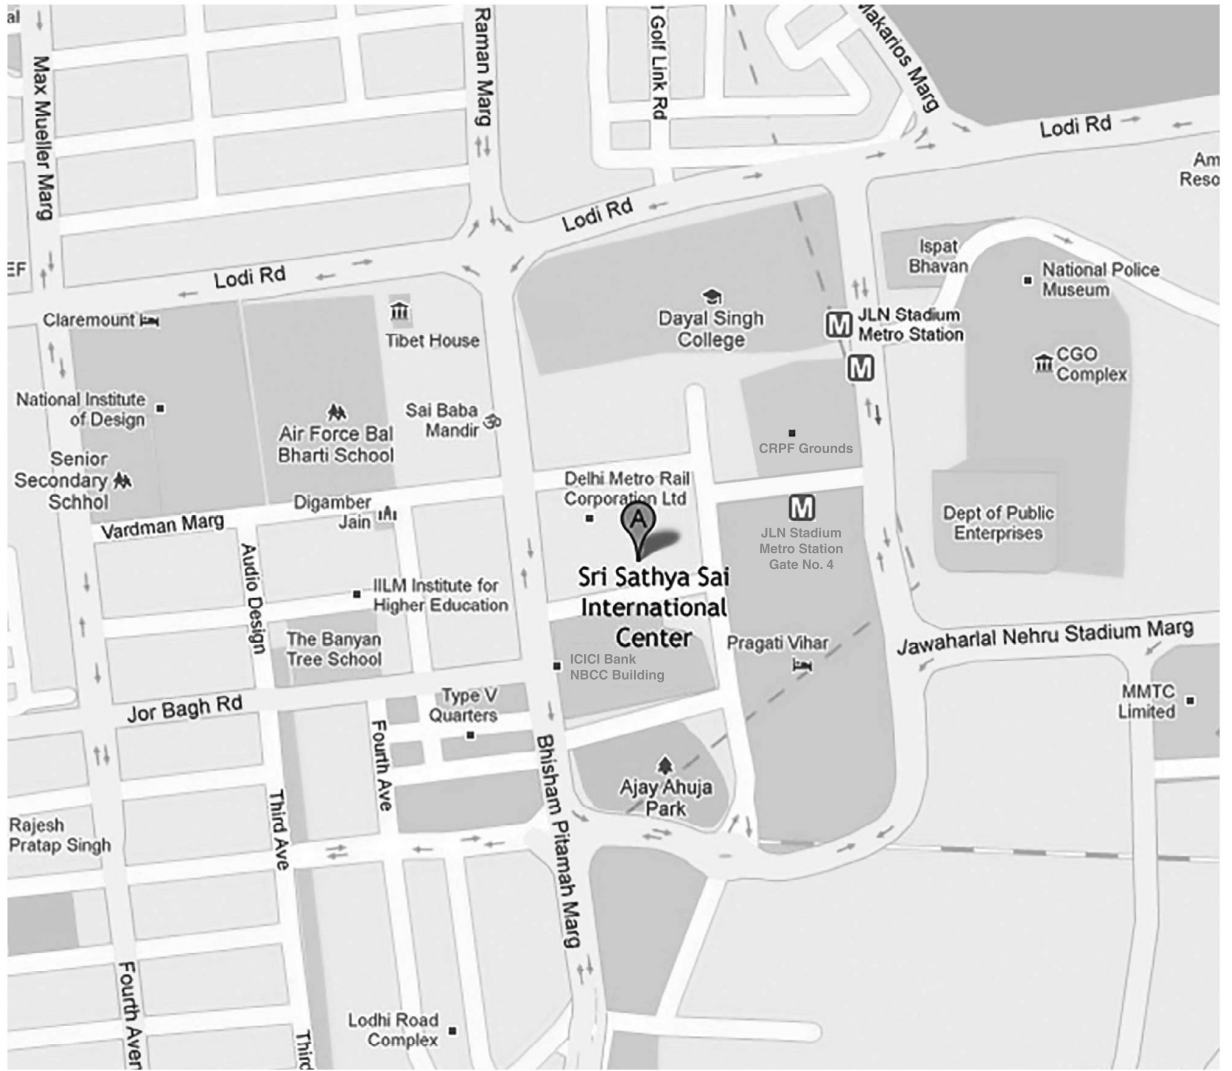 al
Max Mueller Marg
Raman Marg
l Golf Link Rd
Makarios Marg
Lodi Rd
Am
Reso
Lodi Rd
EF
Lodi Rd
Ispat
Bhavan
National Police
Museum
Claremount
Tibet House
Dayal Singh
College
M
JLN Stadium
Metro Station
M
CGO
Complex
National Institute
of Design
Air Force Bal
Bharti School
Sai Baba
Mandir
CRPF Grounds
Senior
Secondary
Schhol
Digamber
Jain
Delhi Metro Rail
Corporation Ltd
Vardman Marg
A
M
JLN Stadium
Metro Station
Gate No. 4
Dept of Public
Enterprises
Audio Design
IILM Institute for
Higher Education
Sri Sathya Sai
International
Center
The Banyan
Tree School
ICICI Bank
NBCC Building
Pragati Vihar
Jawaharlal Nehru Stadium Marg
Jor Bagh Rd
Type V
Quarters
MMTC
Limited
Fourth Ave
Bhisham Pitamah Marg
Ajay Ahuja
Park
Third Ave
Rajesh
Pratap Singh
Fourth Aven
Lodhi Road
Complex
Third